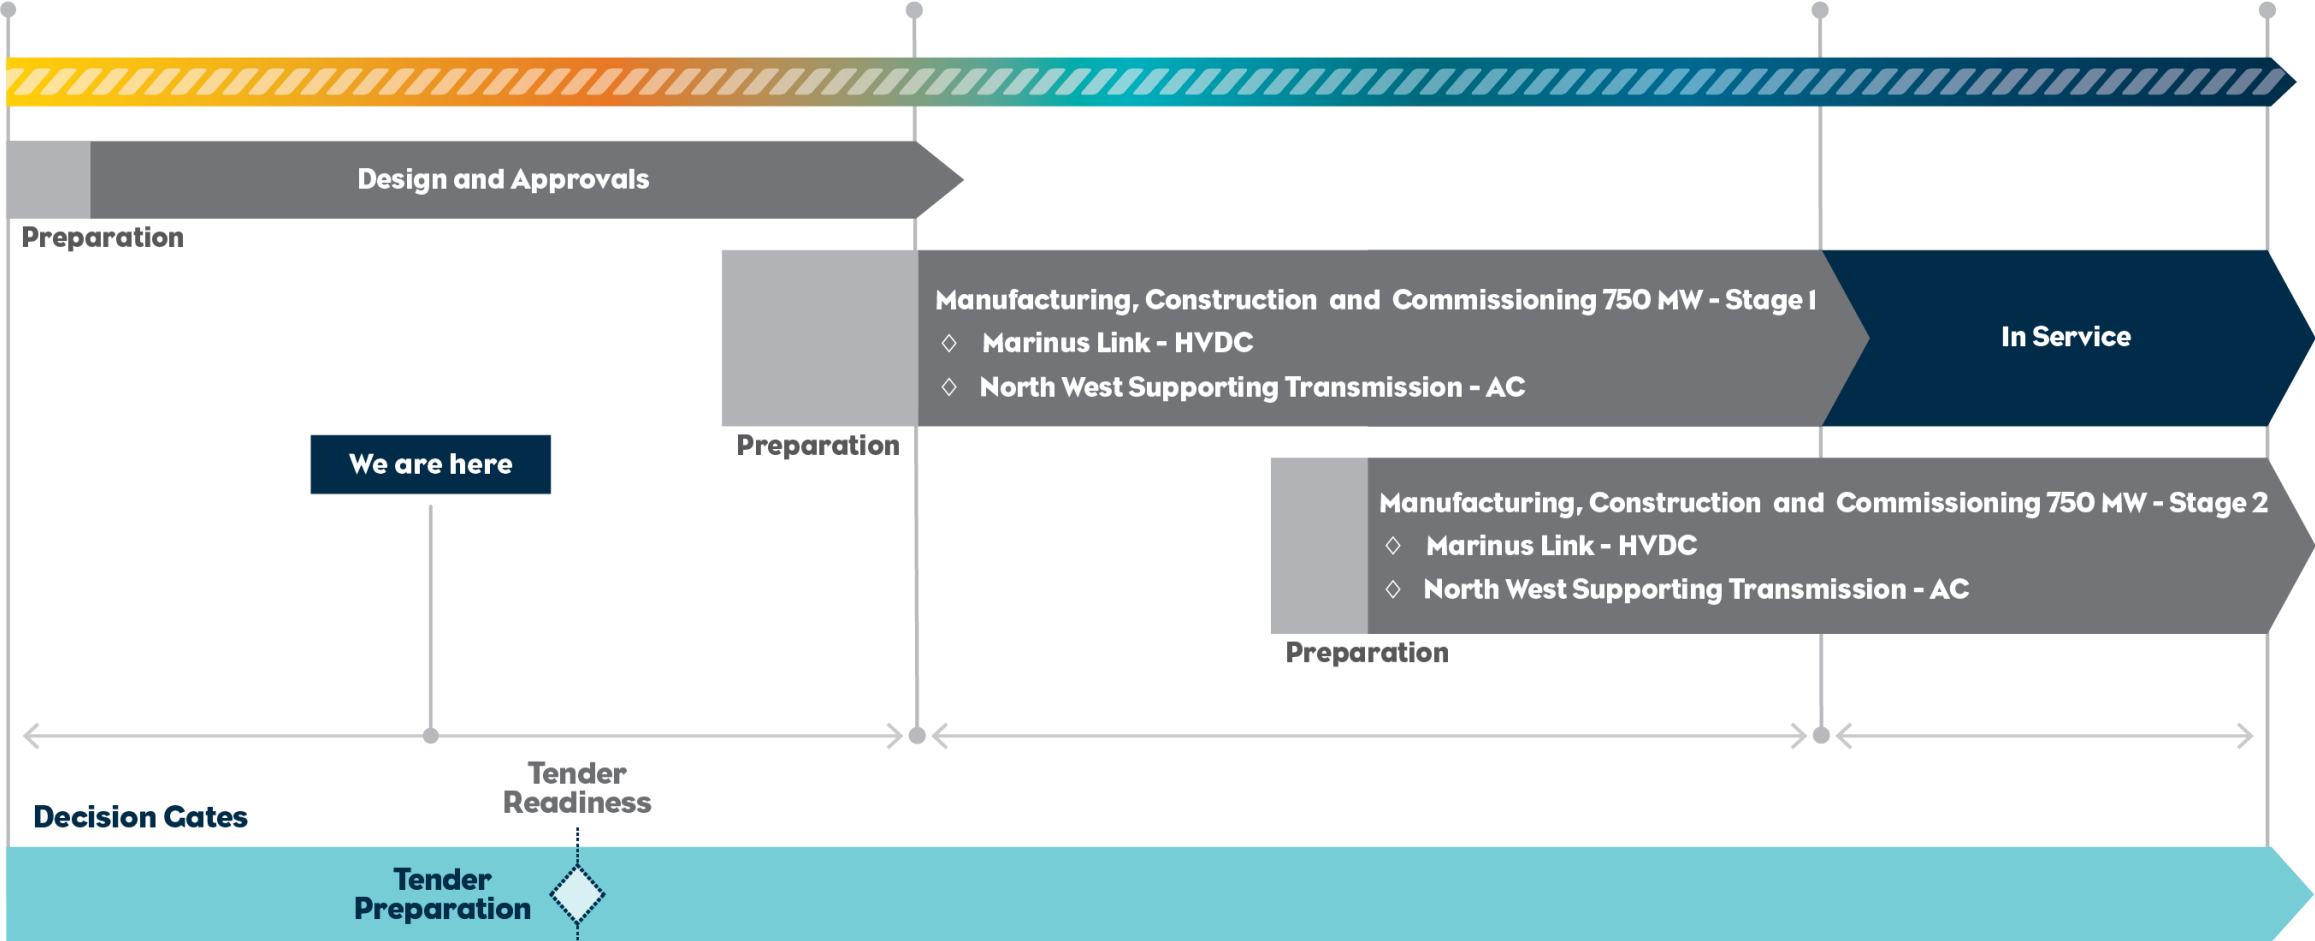 Design and Approvals
Preparation
Manufacturing, Construction and Commissioning 750 MW - Stage 1
◊ Marinus Link - HVDC
◊ North West Supporting Transmission - AC
In Service
Preparation
We are here
Manufacturing, Construction and Commissioning 750 MW - Stage 2
◊ Marinus Link - HVDC
◊ North West Supporting Transmission - AC
Preparation
Tender
Readiness
Decision Gates
Tender
Preparation